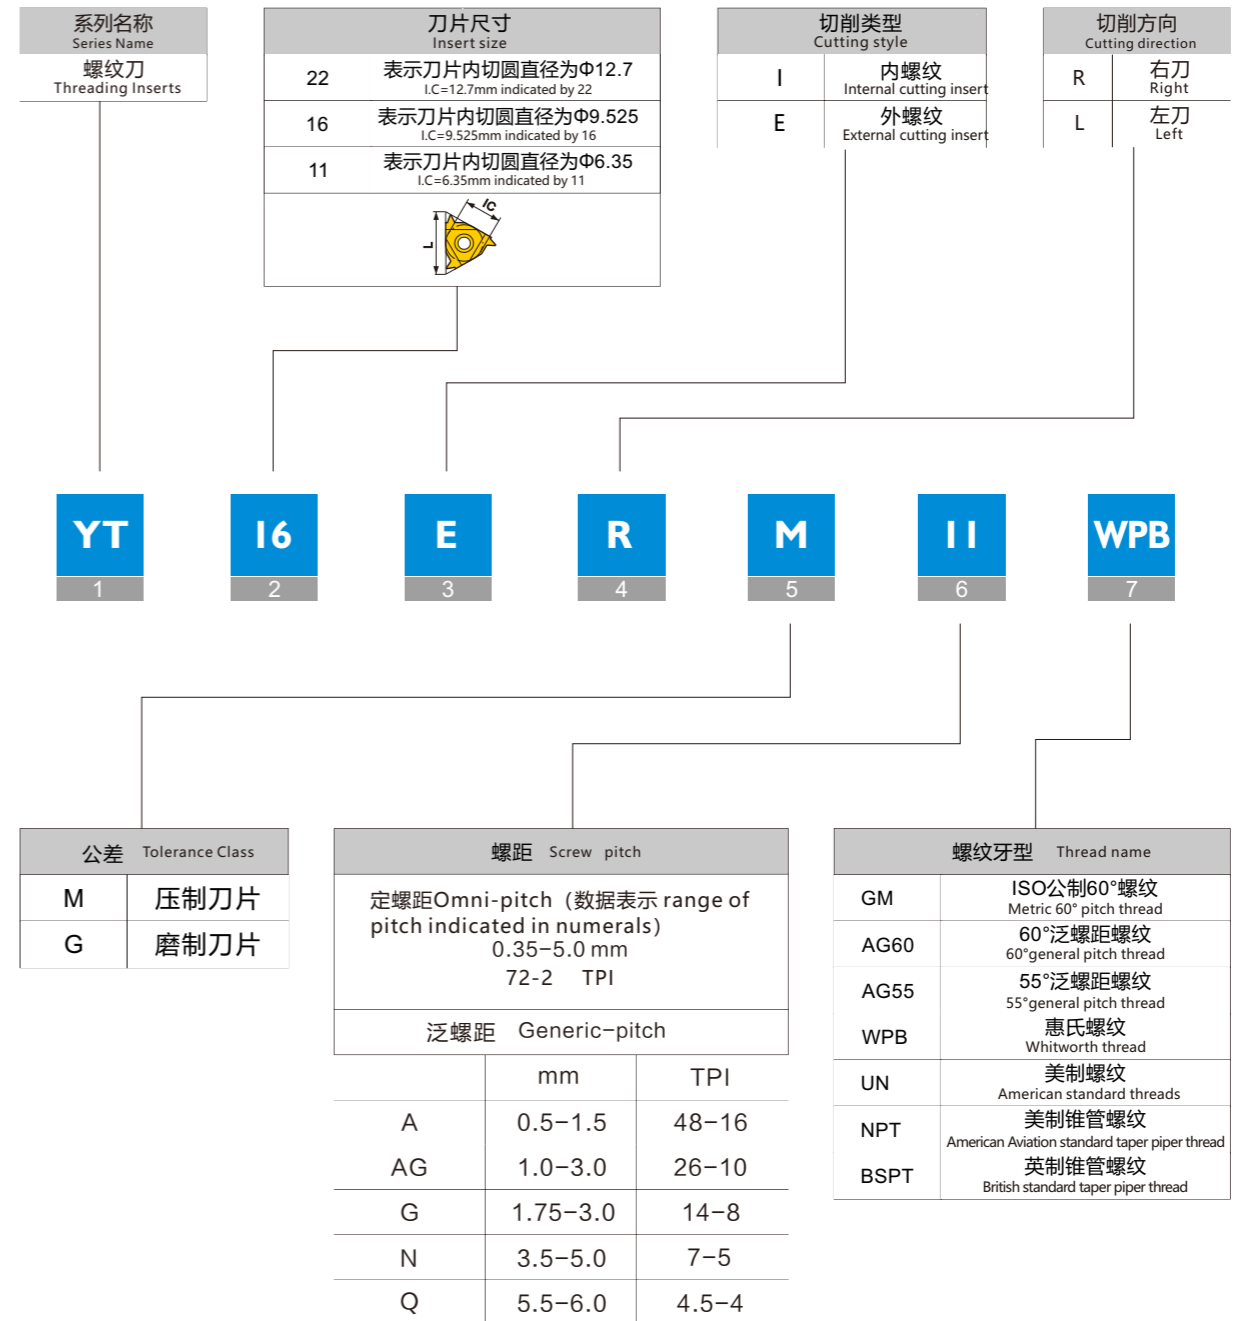 系列名称
Series Name
螺纹刀
Threading Inserts
刀片尺寸
Insert size
22 表示刀片内切圆直径为Φ12.7
I.C=12.7mm indicated by 22
16 表示刀片内切圆直径为Φ9.525
I.C=9.525mm indicated by 16
11 表示刀片内切圆直径为Φ6.35
I.C=6.35mm indicated by 11
IC
L
切削类型
Cutting style
I 内螺纹
Internal cutting insert
E 外螺纹
External cutting insert
切削方向
Cutting direction
R 右刀
Right
L 左刀
Left
YT 16 E R M 11 WPB
1 2 3 4 5 6 7
公差 Tolerance Class
M 压制刀片
G 磨制刀片
螺距 Screw pitch
定螺距Omni-pitch（数据表示 range of
pitch indicated in numerals）
0.35-5.0 mm
72-2 TPI
泛螺距 Generic-pitch
mm TPI
A 0.5-1.5 48-16
AG 1.0-3.0 26-10
G 1.75-3.0 14-8
N 3.5-5.0 7-5
Q 5.5-6.0 4.5-4
螺纹牙型 Thread name
GM ISO公制60°螺纹
Metric 60° pitch thread
AG60 60°泛螺距螺纹
60°general pitch thread
AG55 55°泛螺距螺纹
55°general pitch thread
WPB 惠氏螺纹
Whitworth thread
UN 美制螺纹
American standard threads
NPT 美制锥管螺纹
American Aviation standard taper piper thread
BSPT 英制锥管螺纹
British standard taper piper thread